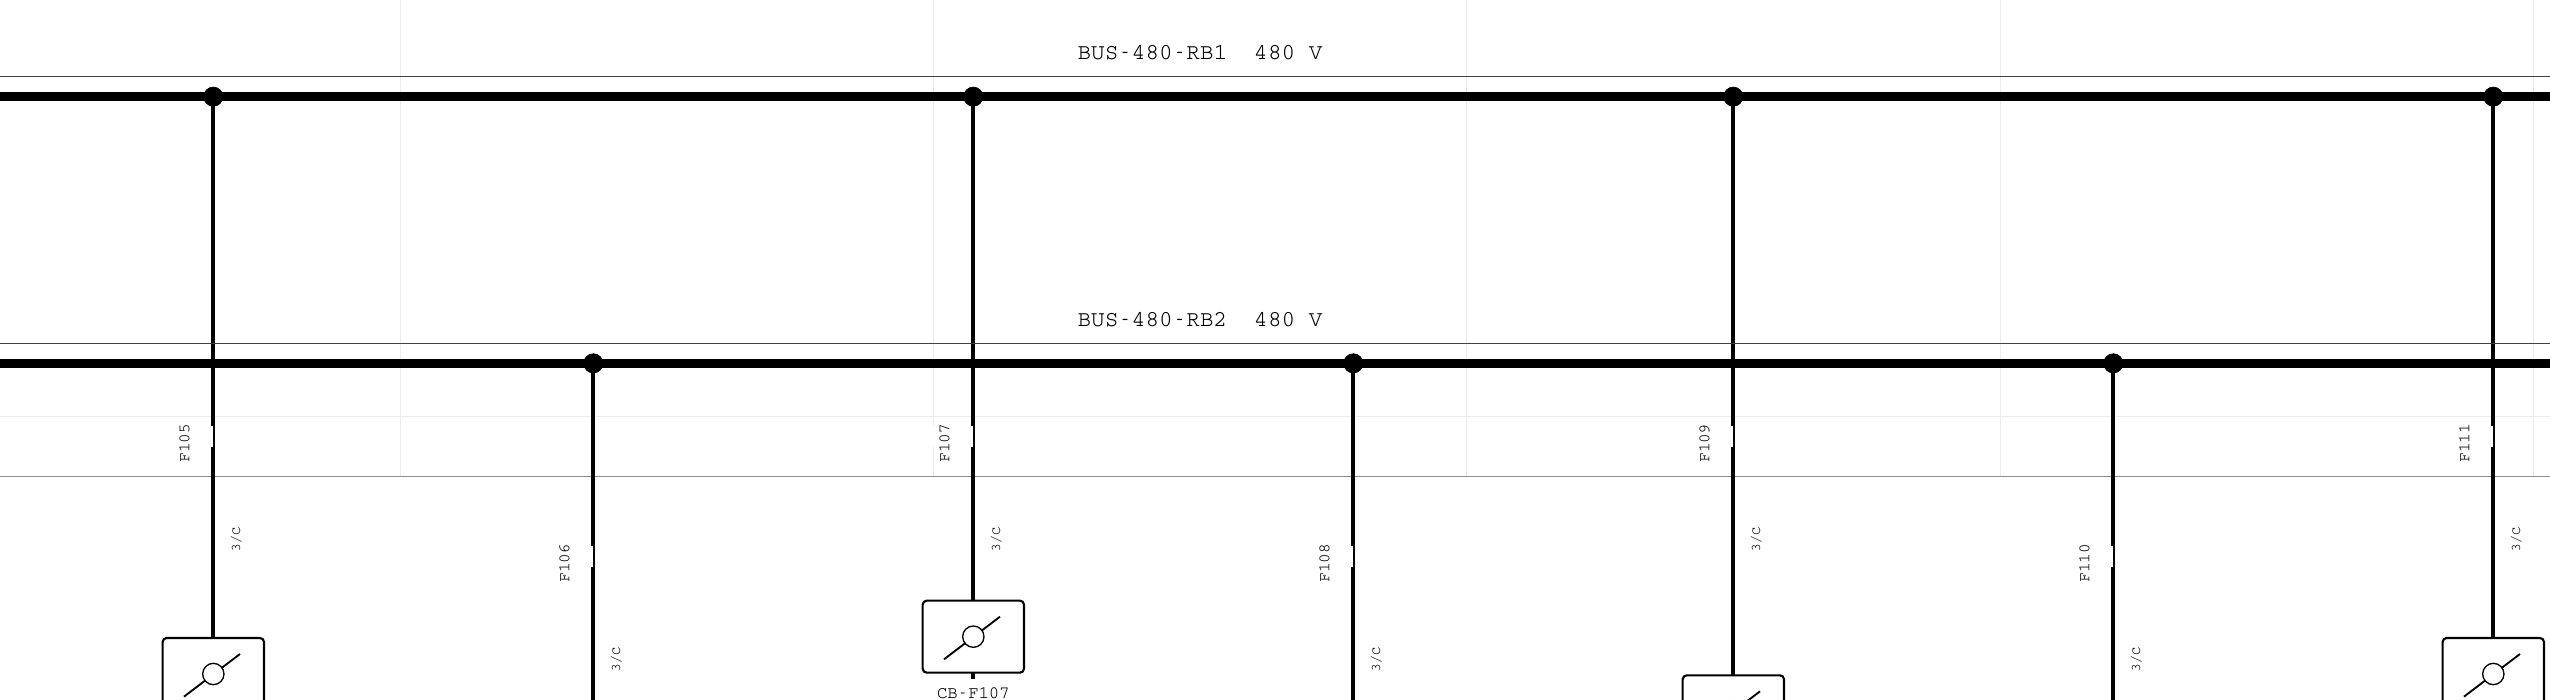 BUS-480-RB1 480 V
BUS-480-RB2 480 V
F105
F107
F109
F111
3/C
3/C
3/C
3/C
F106
F108
F110
3/C
3/C
3/C
CB-F107